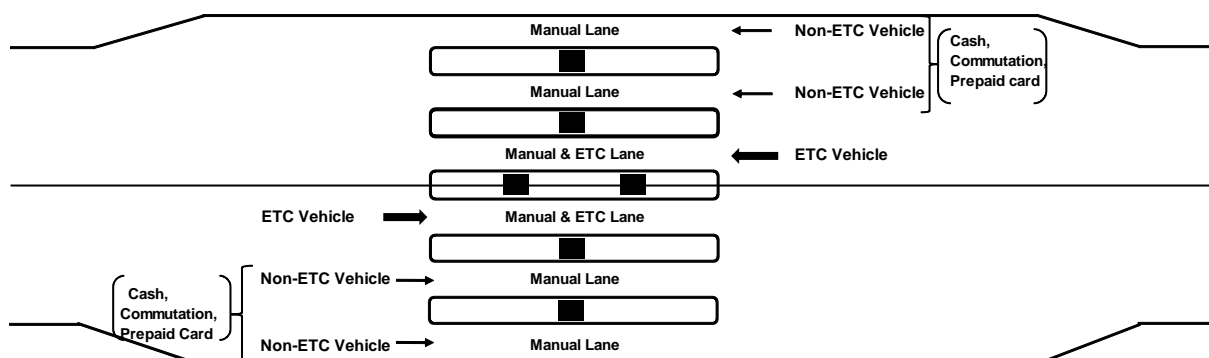 Manual Lane
Non-ETC Vehicle
Cash,
Commutation,
Prepaid card
Manual Lane
Non-ETC Vehicle
Manual & ETC Lane
ETC Vehicle
ETC Vehicle
Manual & ETC Lane
Non-ETC Vehicle
Manual Lane
Cash,
Commutation,
Prepaid Card
Non-ETC Vehicle
Manual Lane